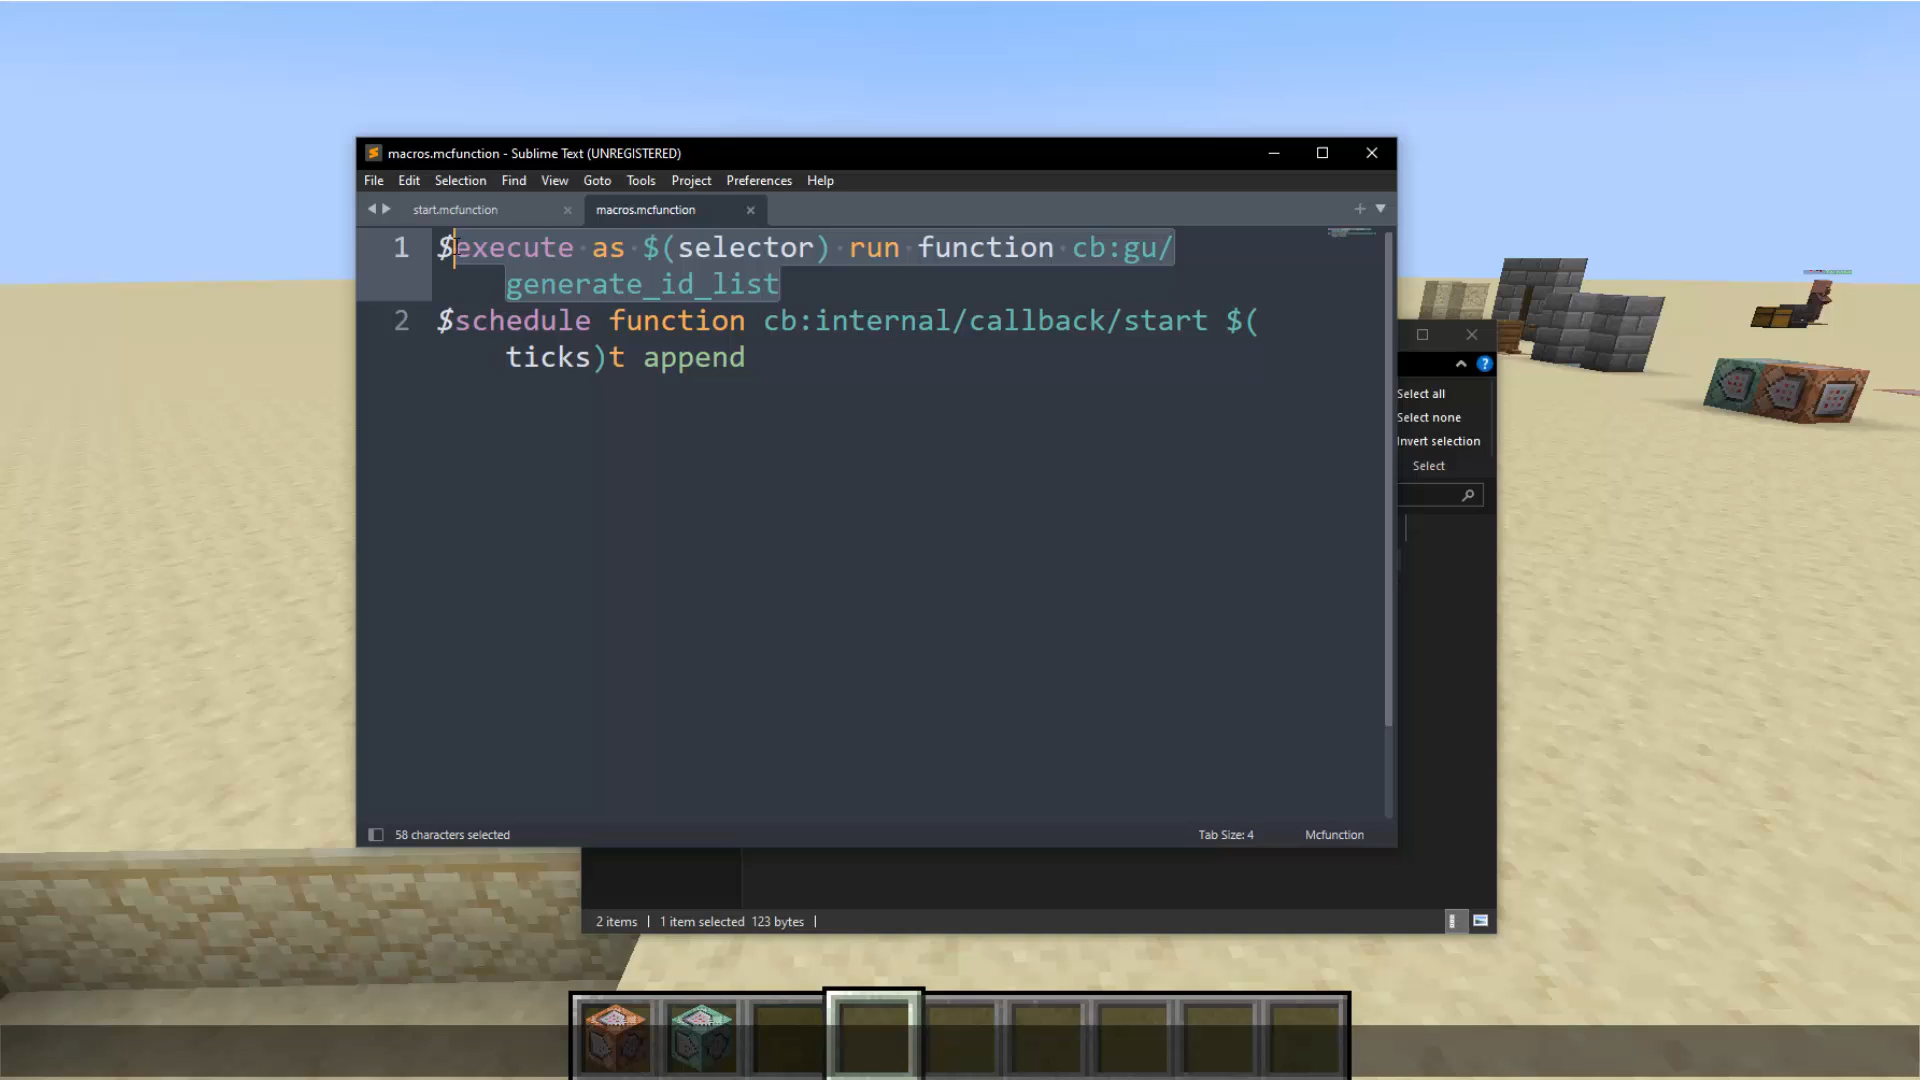 macros.mcfunction - Sublime Text (UNREGISTERED)
File Edit Selection Find View Goto Tools Project Preferences Help
start.mcfunction macros.mcfunction
1 $execute as $(selector) run function cb:gu/
generate_id_list
2 $schedule function cb:internal/callback/start $(
ticks)t append
Select all
Select none
Invert selection
Select
58 characters selected Tab Size: 4 Mcfunction
2 items 1 item selected 123 bytes